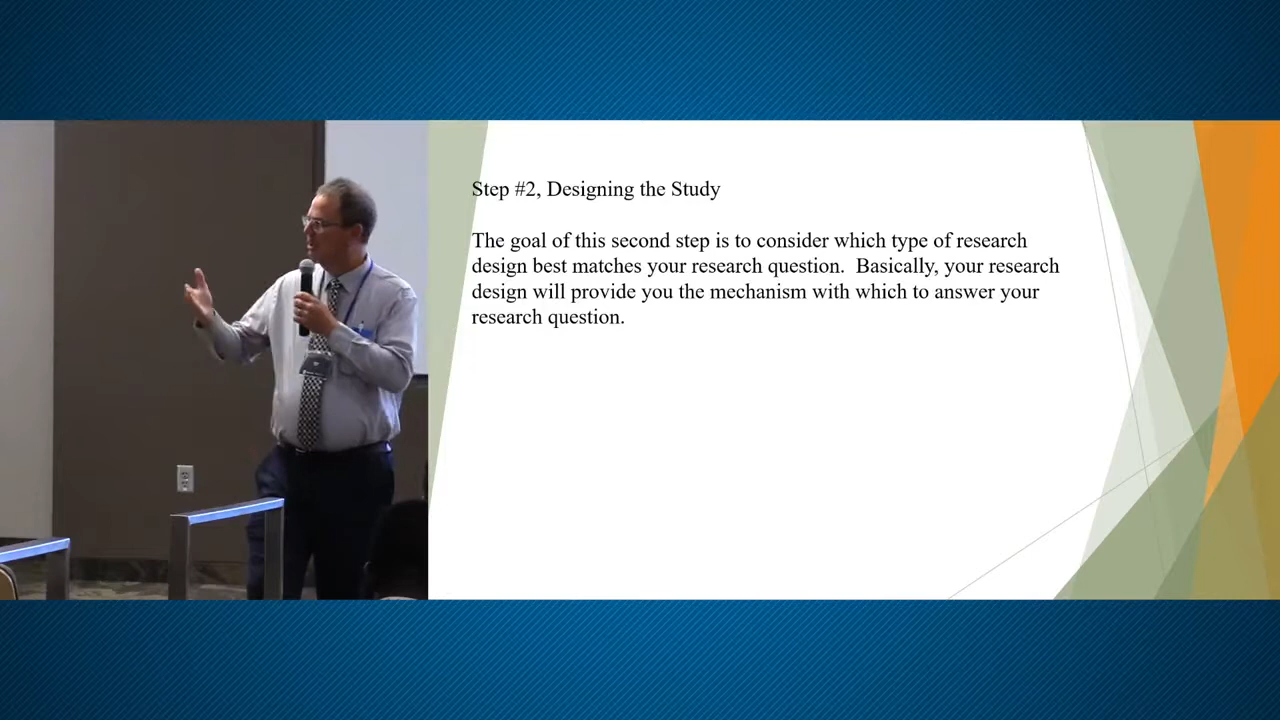 Step #2, Designing the Study
The goal of this second step is to consider which type of research
design best matches your research question.  Basically, your research
design will provide you the mechanism with which to answer your
research question.